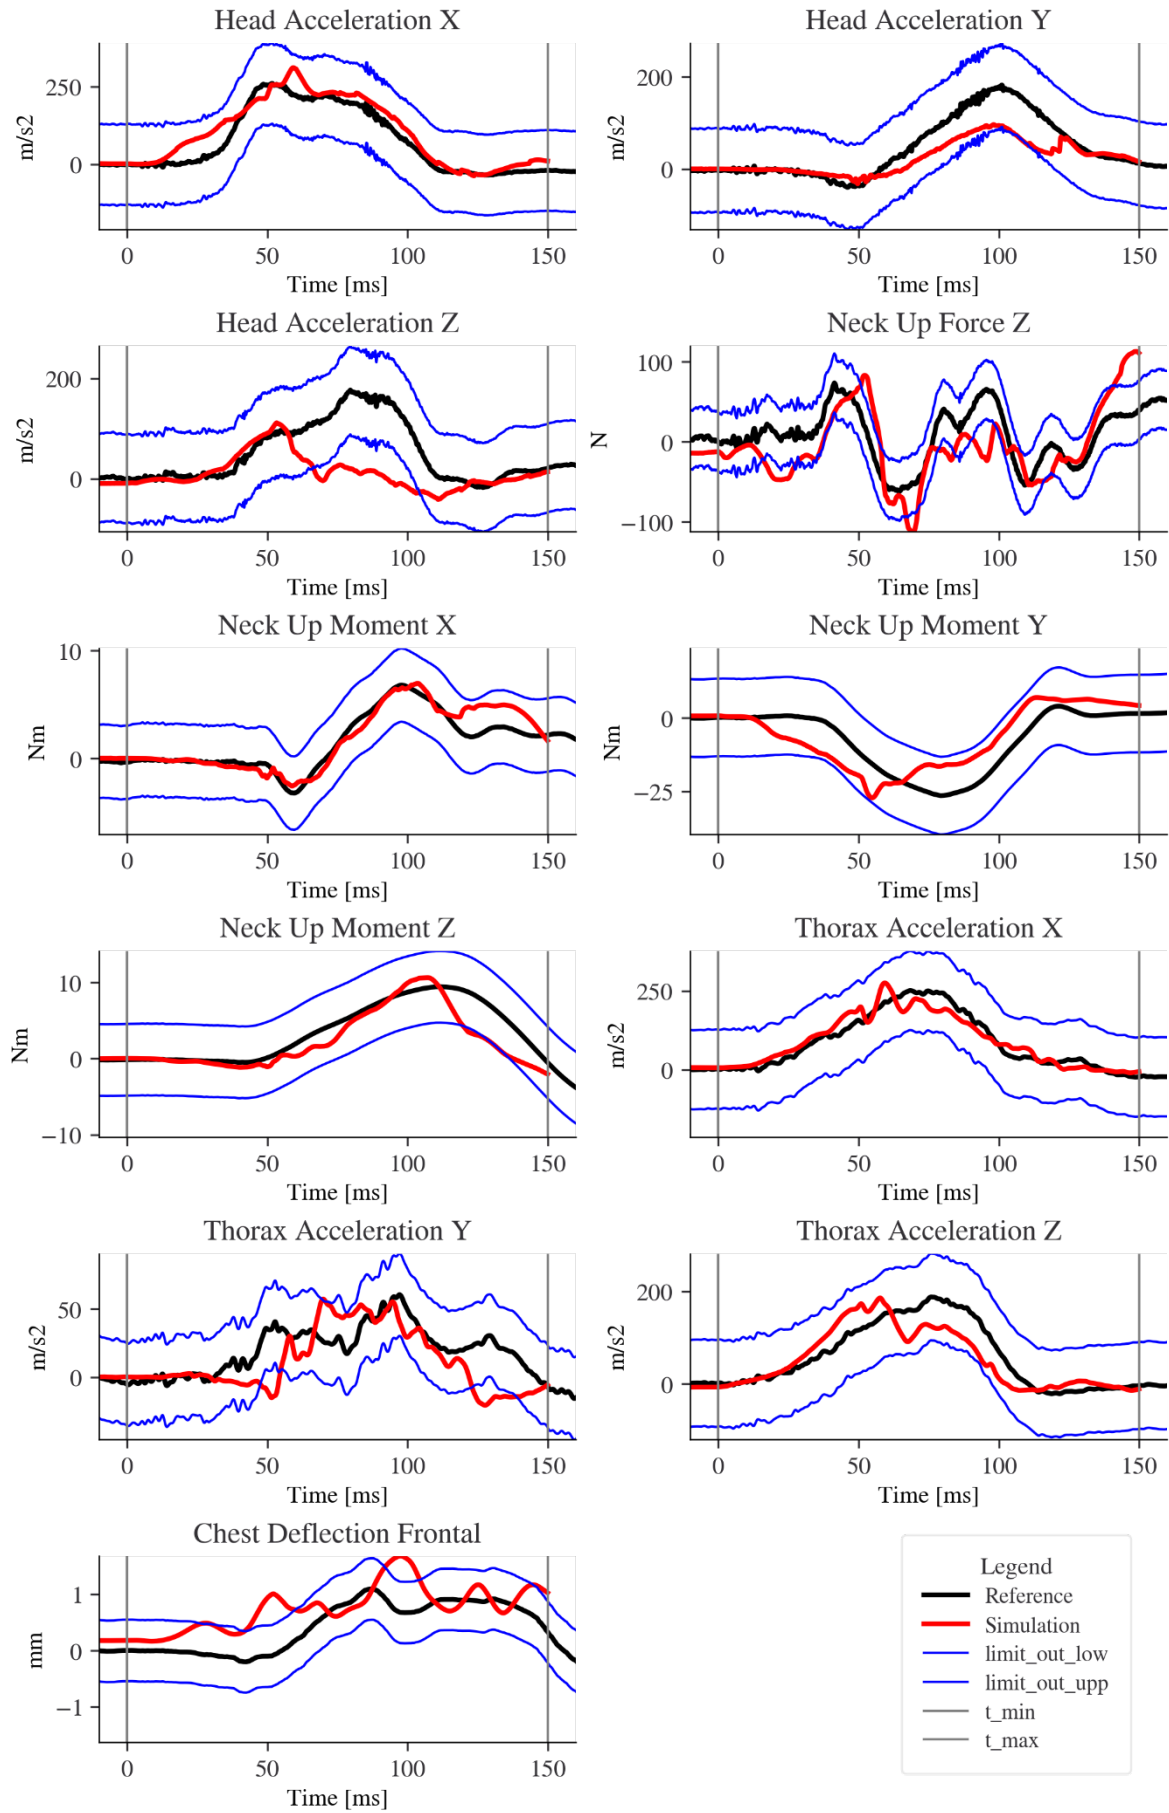 Head Acceleration X
250
0
m/s2
0 50 100 150
Time [ms]
Head Acceleration Y
200
0
m/s2
0 50 100 150
Time [ms]
Head Acceleration Z
200
0
m/s2
0 50 100 150
Time [ms]
Neck Up Force Z
100
0
−100
N
0 50 100 150
Time [ms]
Neck Up Moment X
10
0
Nm
0 50 100 150
Time [ms]
Neck Up Moment Y
0
−25
Nm
0 50 100 150
Time [ms]
Neck Up Moment Z
10
0
−10
Nm
0 50 100 150
Time [ms]
Thorax Acceleration X
250
0
m/s2
0 50 100 150
Time [ms]
Thorax Acceleration Y
50
0
m/s2
0 50 100 150
Time [ms]
Thorax Acceleration Z
200
0
m/s2
0 50 100 150
Time [ms]
Chest Deflection Frontal
1
0
−1
mm
0 50 100 150
Time [ms]
Legend
Reference
Simulation
limit_out_low
limit_out_upp
t_min
t_max